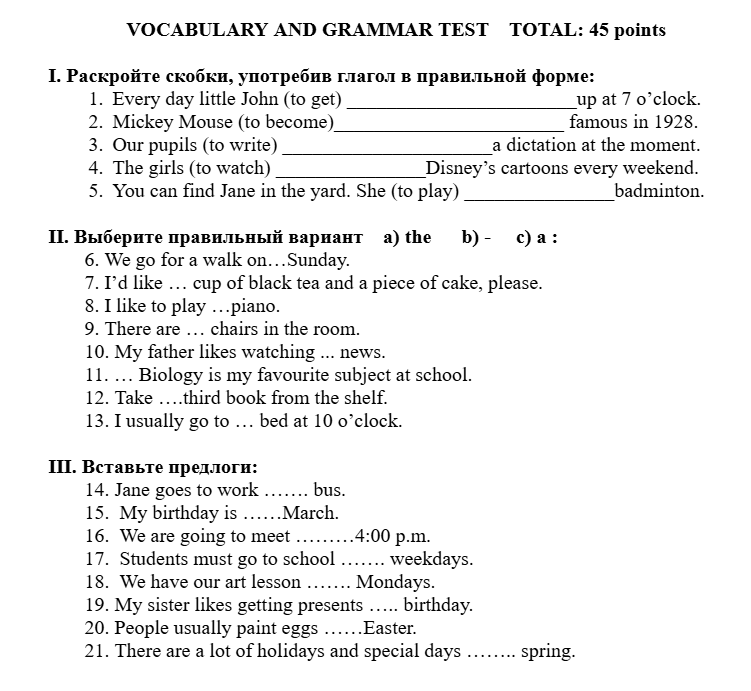 VOCABULARY AND GRAMMAR TEST TOTAL: 45 points
I. Раскройте скобки, употребив глагол в правильной форме:
1. Every day little John (to get) ________________________up at 7 o’clock.
2. Mickey Mouse (to become)________________________ famous in 1928.
3. Our pupils (to write) ______________________a dictation at the moment.
4. The girls (to watch) ________________Disney’s cartoons every weekend.
5. You can find Jane in the yard. She (to play) ________________badminton.
II. Выберите правильный вариант a) the b) - c) a :
6. We go for a walk on…Sunday.
7. I’d like … cup of black tea and a piece of cake, please.
8. I like to play …piano.
9. There are … chairs in the room.
10. My father likes watching ... news.
11. … Biology is my favourite subject at school.
12. Take ….third book from the shelf.
13. I usually go to … bed at 10 o’clock.
III. Вставьте предлоги:
14. Jane goes to work ……. bus.
15. My birthday is ……March.
16. We are going to meet ………4:00 p.m.
17. Students must go to school ……. weekdays.
18. We have our art lesson ……. Mondays.
19. My sister likes getting presents ….. birthday.
20. People usually paint eggs ……Easter.
21. There are a lot of holidays and special days …….. spring.